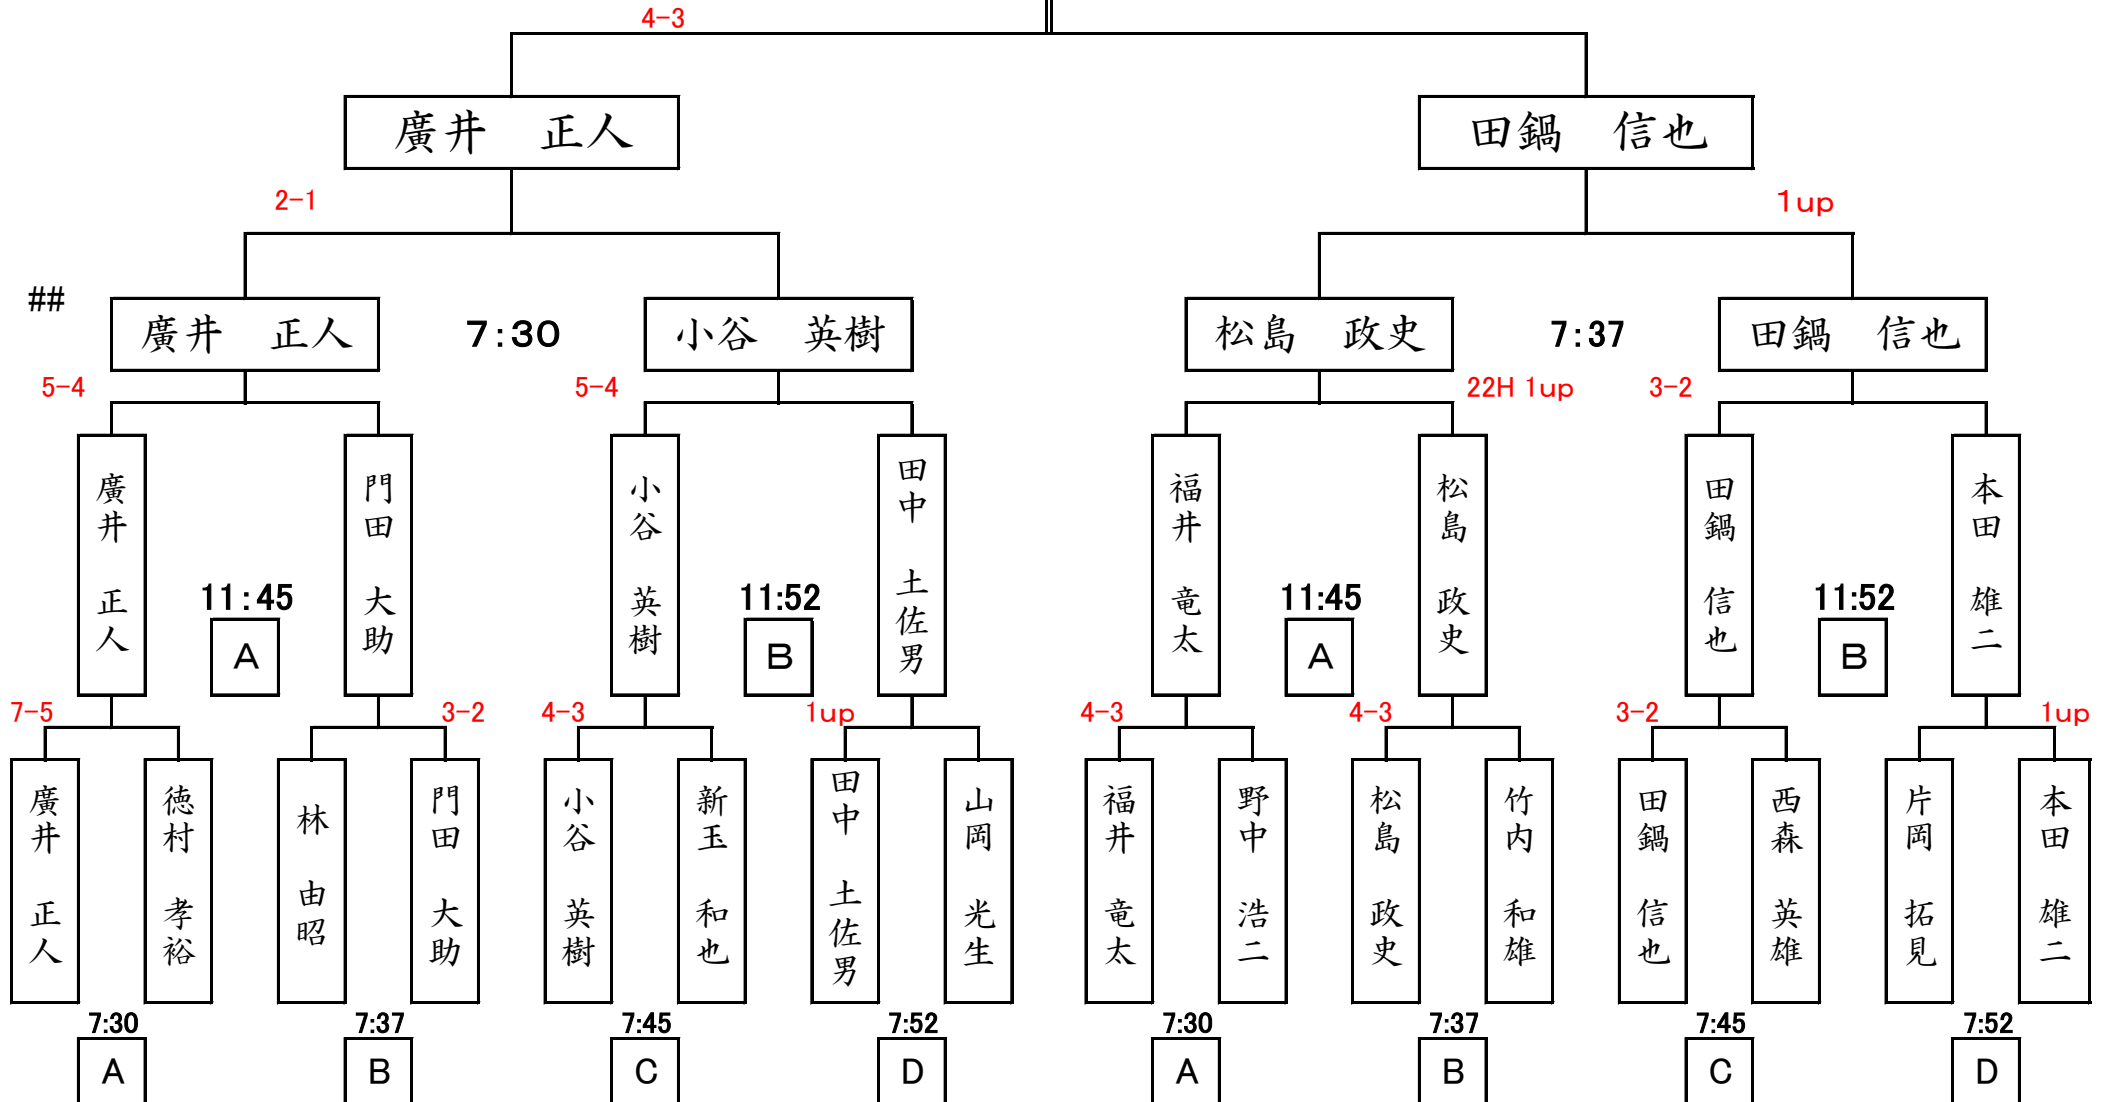 4-3
廣井　正人
田鍋　信也
2-1
1up
##
廣井　正人
7:30
小谷　英樹
松島　政史
7:37
田鍋　信也
5-4
5-4
22H 1up
3-2
廣井　正人
11:45
A
門田　大助
小谷　英樹
11:52
B
田中　土佐男
福井　竜太
11:45
A
松島　政史
田鍋　信也
11:52
B
本田　雄二
7-5
3-2
4-3
1up
4-3
4-3
3-2
1up
廣井　正人
徳村　孝裕
林　由昭
門田　大助
小谷　英樹
新玉　和也
田中　土佐男
山岡　光生
福井　竜太
野中　浩二
松島　政史
竹内　和雄
田鍋　信也
西森　英雄
片岡　拓見
本田　雄二
7:30
7:37
7:45
7:52
7:30
7:37
7:45
7:52
A
B
C
D
A
B
C
D